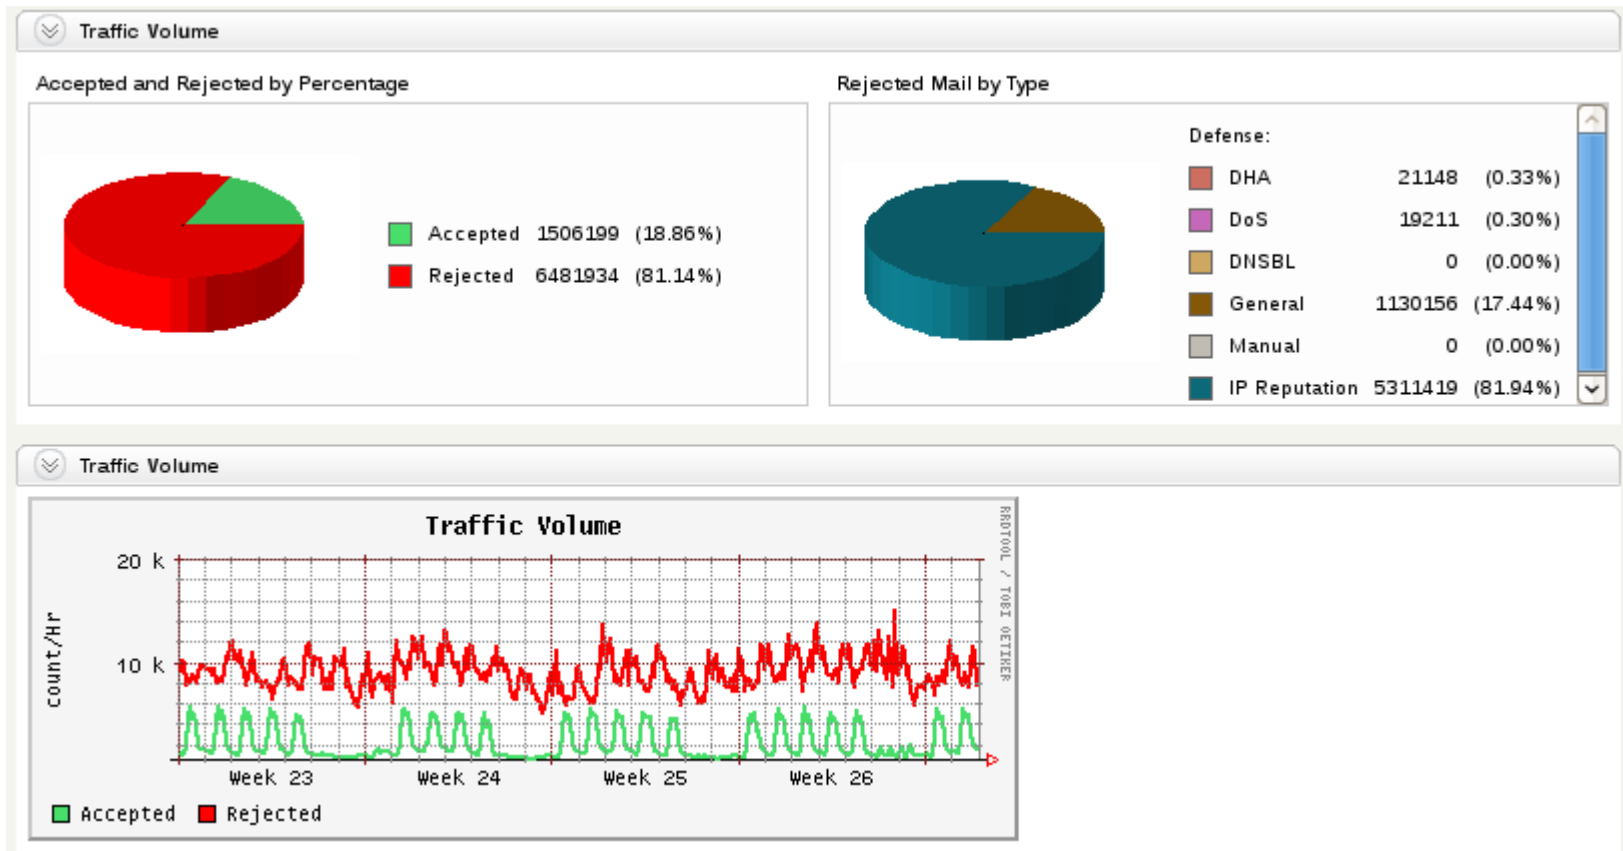 Traffic Volume
Accepted and Rejected by Percentage
Accepted 1506199 (18.86%)
Rejected 6481934 (81.14%)
Rejected Mail by Type
Defense:
DHA 21148 (0.33%)
DoS 19211 (0.30%)
DNSBL 0 (0.00%)
General 1130156 (17.44%)
Manual 0 (0.00%)
IP Reputation 5311419 (81.94%)
Traffic Volume
Traffic Volume
RRDTOOL / TOBI OETIKER
count/Hr
20 k
10 k
Week 23 Week 24 Week 25 Week 26
Accepted Rejected